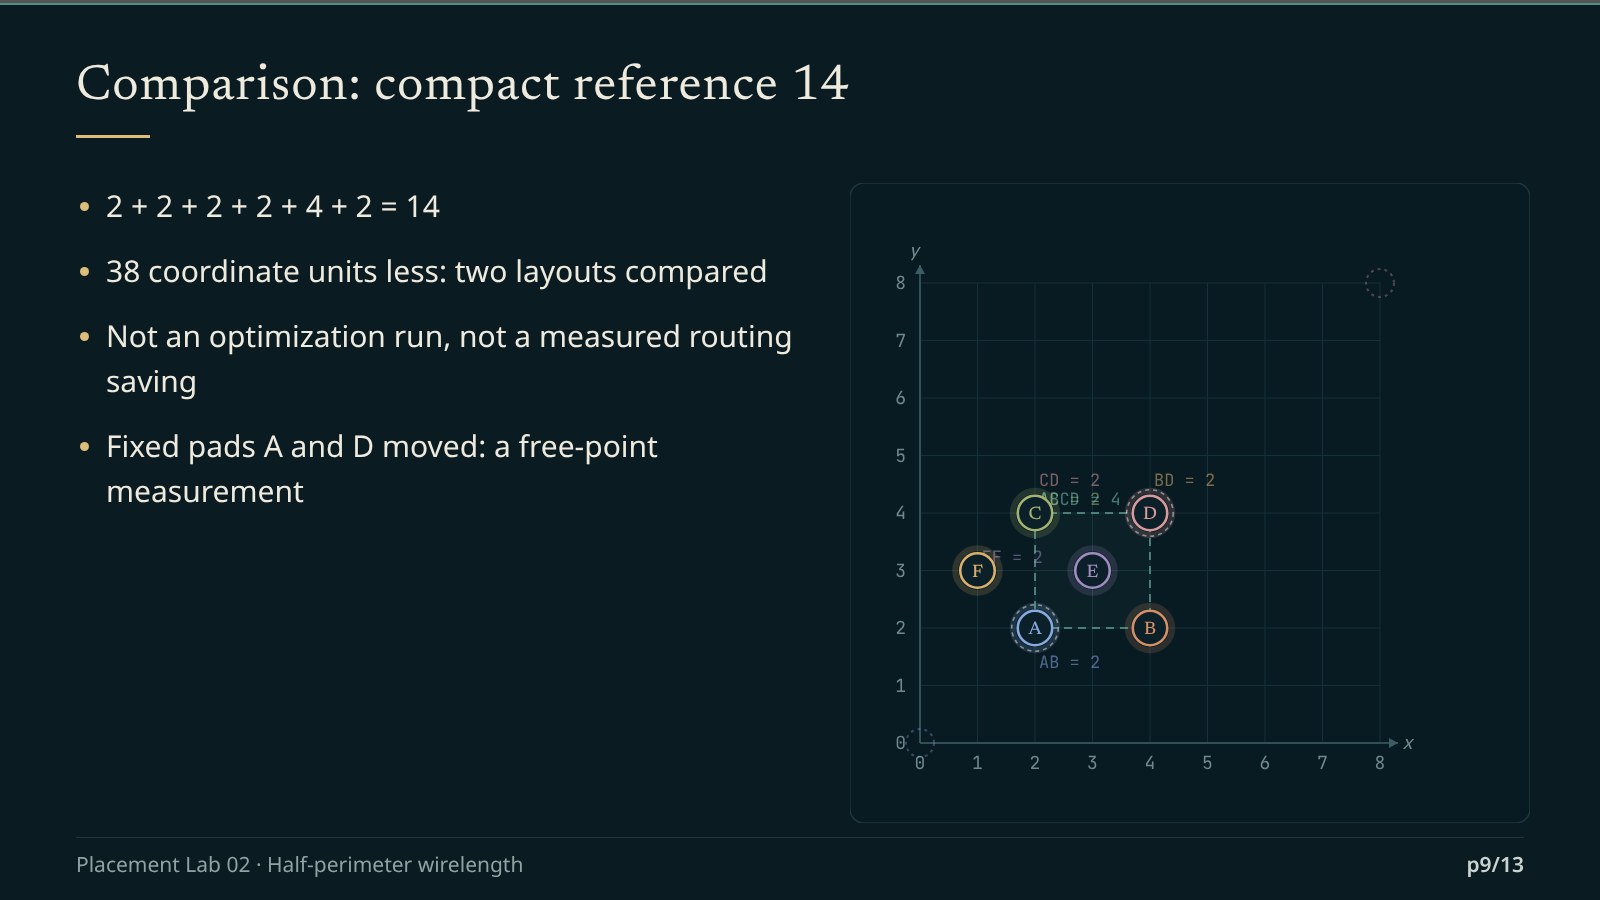 Comparison: compact reference 14
• 2 + 2 + 2 + 2 + 4 + 2 = 14
• 38 coordinate units less: two layouts compared
• Not an optimization run, not a measured routing
saving
• Fixed pads A and D moved: a free-point
measurement
y
8
7
6
5
CD = 2
BD = 2
4
C
D
= 2
3
F
E
2
A
B
AB = 2
1
0
x
0 1 2 3 4 5 6 7 8
Placement Lab 02 · Half-perimeter wirelength
p9/13